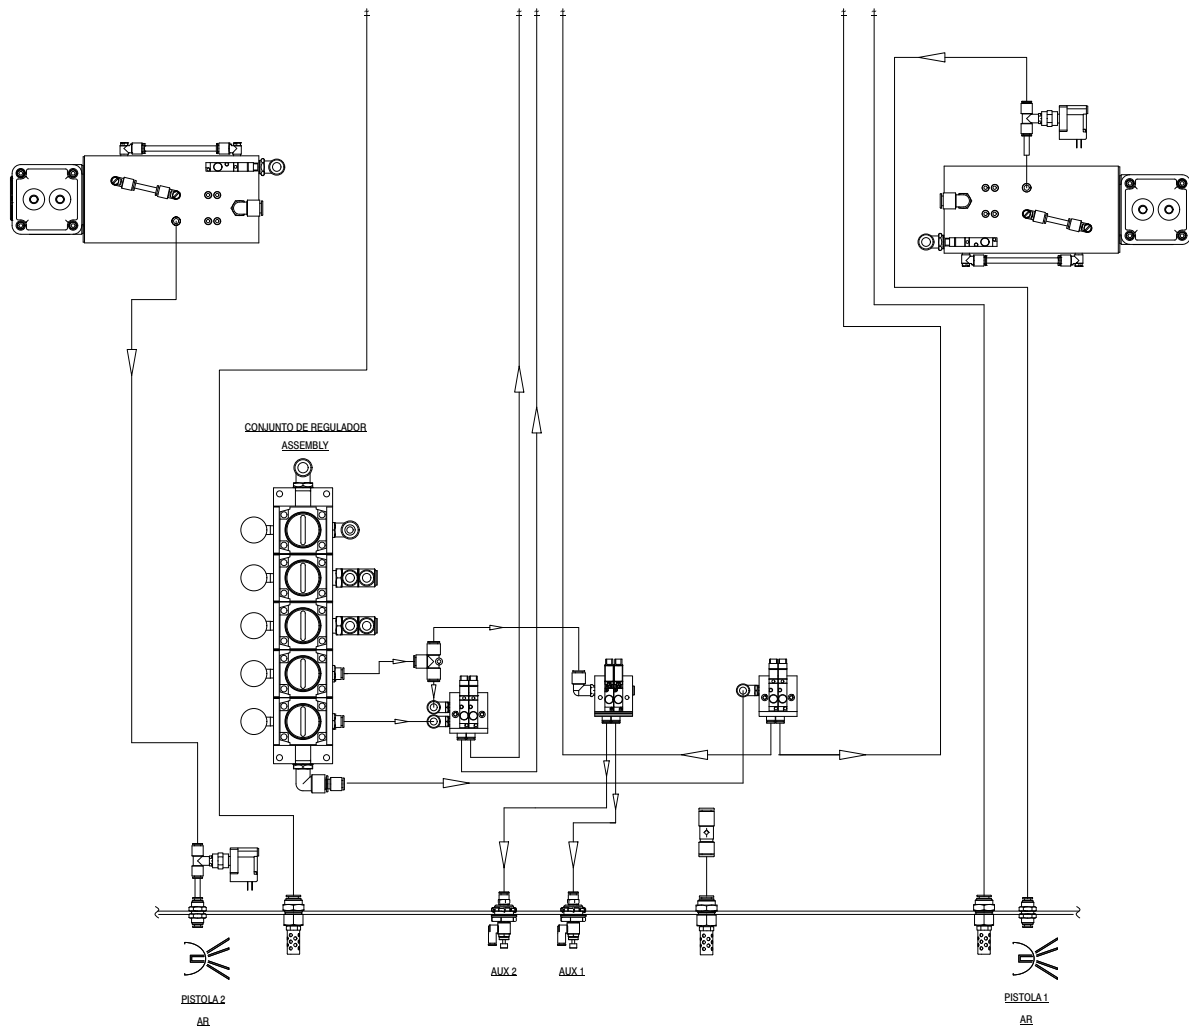 CONJUNTO DE REGULADOR
ASSEMBLY
AUX 2
AUX 1
PISTOLA 2
AR
PISTOLA 1
AR